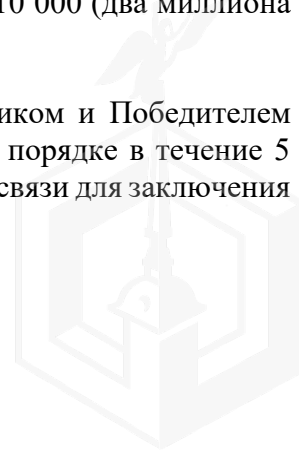 10 000 (два миллиона
иком и Победителем
порядке в течение 5
связи для заключения